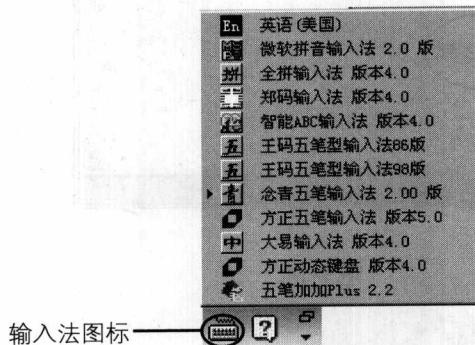 En 英语(美国)
微软拼音输入法 2.0 版
拼 全拼输入法 版本4.0
郑码输入法 版本4.0
智能ABC输入法 版本4.0
五 王码五笔型输入法86版
五 王码五笔型输入法98版
青 念青五笔输入法 2.00 版
方正五笔输入法 版本5.0
中 大易输入法 版本4.0
方正动态键盘 版本4.0
五笔加加Plus 2.2
输入法图标